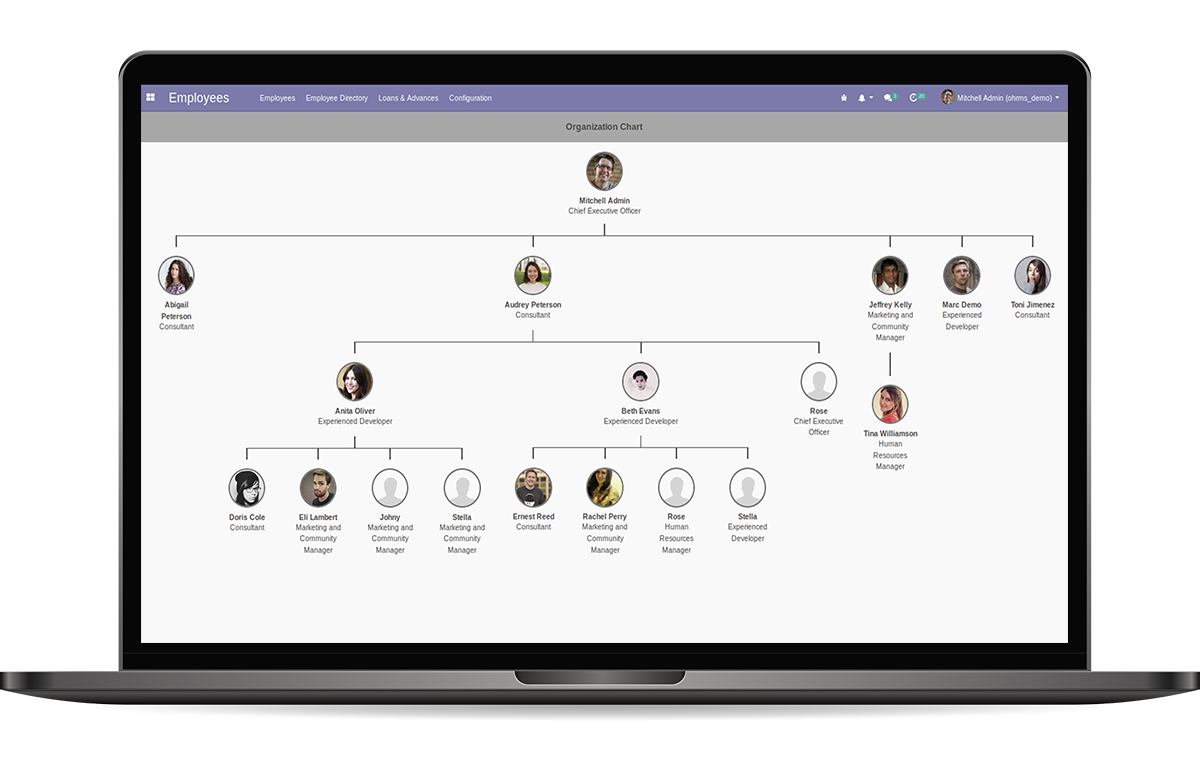 Employees Employees Employee Directory Loans & Advances Configuration Mitchell Admin (ohrms_demo)
Organization Chart
Mitchell Admin
Chief Executive Officer
Abigail
Peterson
Consultant
Audrey Peterson
Consultant
Jeffrey Kelly
Marketing and
Community
Manager
Marc Demo
Experienced
Developer
Toni Jimenez
Consultant
Anita Oliver
Experienced Developer
Beth Evans
Experienced Developer
Rose
Chief Executive
Officer
Tina Williamson
Human
Resources
Manager
Doris Cole
Consultant
Eli Lambert
Marketing and
Community
Manager
Johny
Marketing and
Community
Manager
Stella
Marketing and
Community
Manager
Ernest Reed
Consultant
Rachel Perry
Marketing and
Community
Manager
Rose
Human
Resources
Manager
Stella
Experienced
Developer